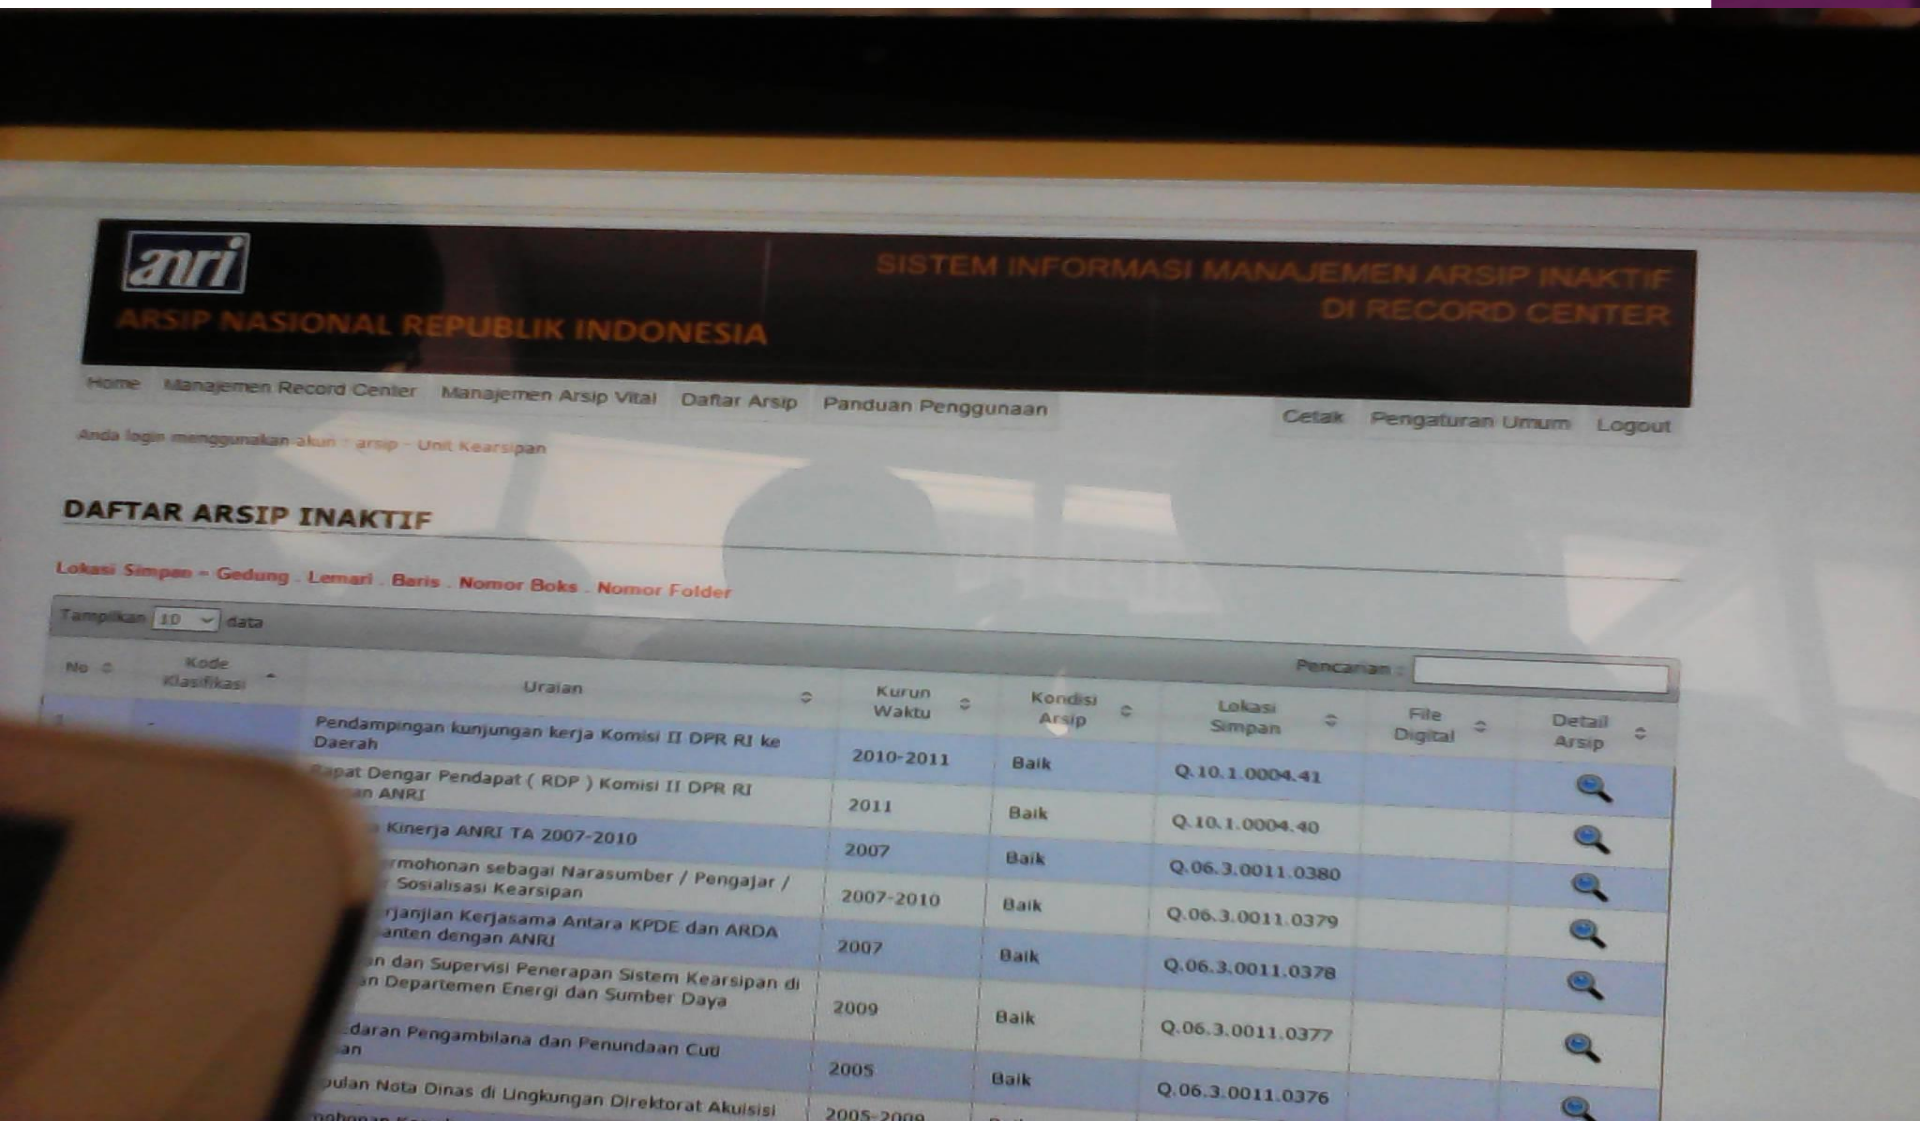 anri
ARSIP NASIONAL REPUBLIK INDONESIA
SISTEM INFORMASI MANAJEMEN ARSIP INAKTIF
DI RECORD CENTER
Home Manajemen Record Center Manajemen Arsip Vital Daftar Arsip Panduan Penggunaan Cetak Pengaturan Umum Logout
Anda login menggunakan akun : arsip - Unit Kearsipan
DAFTAR ARSIP INAKTIF
Lokasi Simpan = Gedung . Lemari . Baris . Nomor Boks . Nomor Folder
Tampilkan 10 data
Pencarian :
No Kode Klasifikasi Uraian Kurun Waktu Kondisi Arsip Lokasi Simpan File Digital Detail Arsip
1 - Pendampingan kunjungan kerja Komisi II DPR RI ke
Daerah 2010-2011 Baik Q.10.1.0004.41
Rapat Dengar Pendapat ( RDP ) Komisi II DPR RI
an ANRI 2011 Baik Q.10.1.0004.40
Kinerja ANRI TA 2007-2010 2007 Baik Q.06.3.0011.0380
rmohonan sebagai Narasumber / Pengajar /
Sosialisasi Kearsipan 2007-2010 Baik Q.06.3.0011.0379
rjanjian Kerjasama Antara KPDE dan ARDA
anten dengan ANRI 2007 Baik Q.06.3.0011.0378
an dan Supervisi Penerapan Sistem Kearsipan di
an Departemen Energi dan Sumber Daya 2009 Baik Q.06.3.0011.0377
daran Pengambilana dan Penundaan Cuti
an 2005 Baik Q.06.3.0011.0376
pulan Nota Dinas di Lingkungan Direktorat Akuisisi 2005-2009